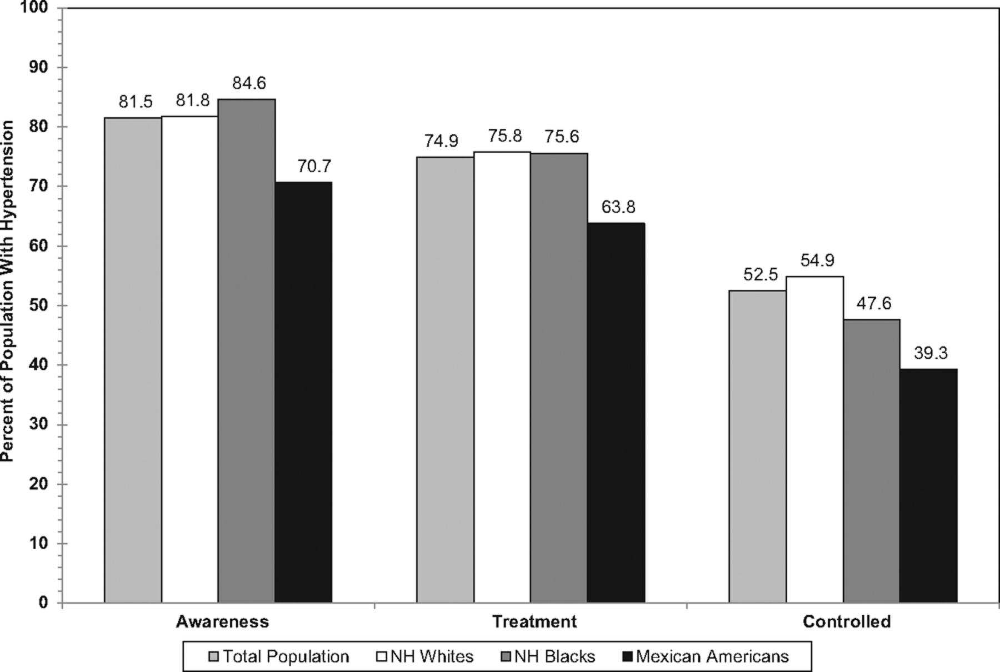 Percent of Population With Hypertension
100
90
80
70
60
50
40
30
20
10
0
81.5
81.8
84.6
70.7
74.9
75.8
75.6
63.8
52.5
54.9
47.6
39.3
Awareness
Treatment
Controlled
Total Population
NH Whites
NH Blacks
Mexican Americans